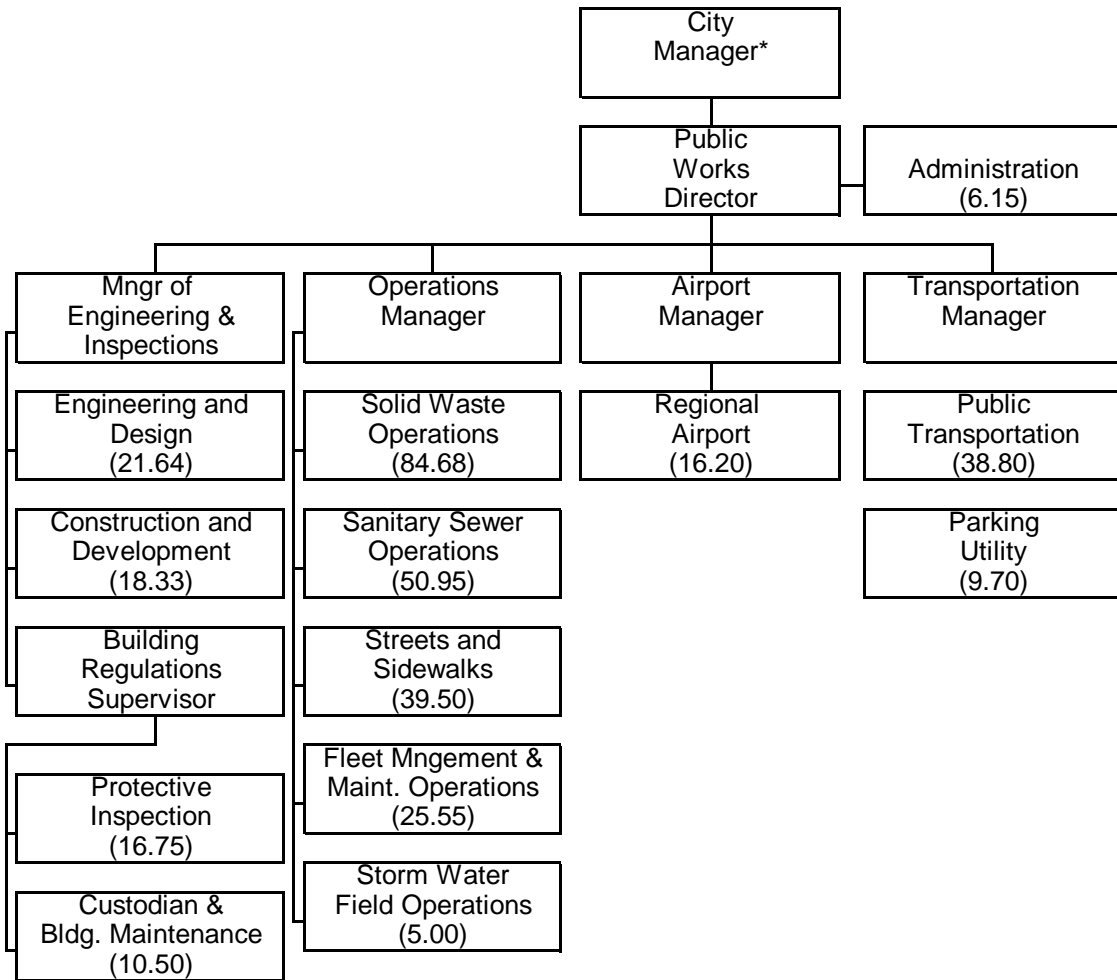 City
Manager*
Public
Works
Director
Administration
(6.15)
Mngr of
Engineering &
Inspections
Operations
Manager
Airport
Manager
Transportation
Manager
Engineering and
Design
(21.64)
Solid Waste
Operations
(84.68)
Regional
Airport
(16.20)
Public
Transportation
(38.80)
Construction and
Development
(18.33)
Sanitary Sewer
Operations
(50.95)
Parking
Utility
(9.70)
Building
Regulations
Supervisor
Streets and
Sidewalks
(39.50)
Protective
Inspection
(16.75)
Fleet Mngement &
Maint. Operations
(25.55)
Custodian &
Bldg. Maintenance
(10.50)
Storm Water
Field Operations
(5.00)